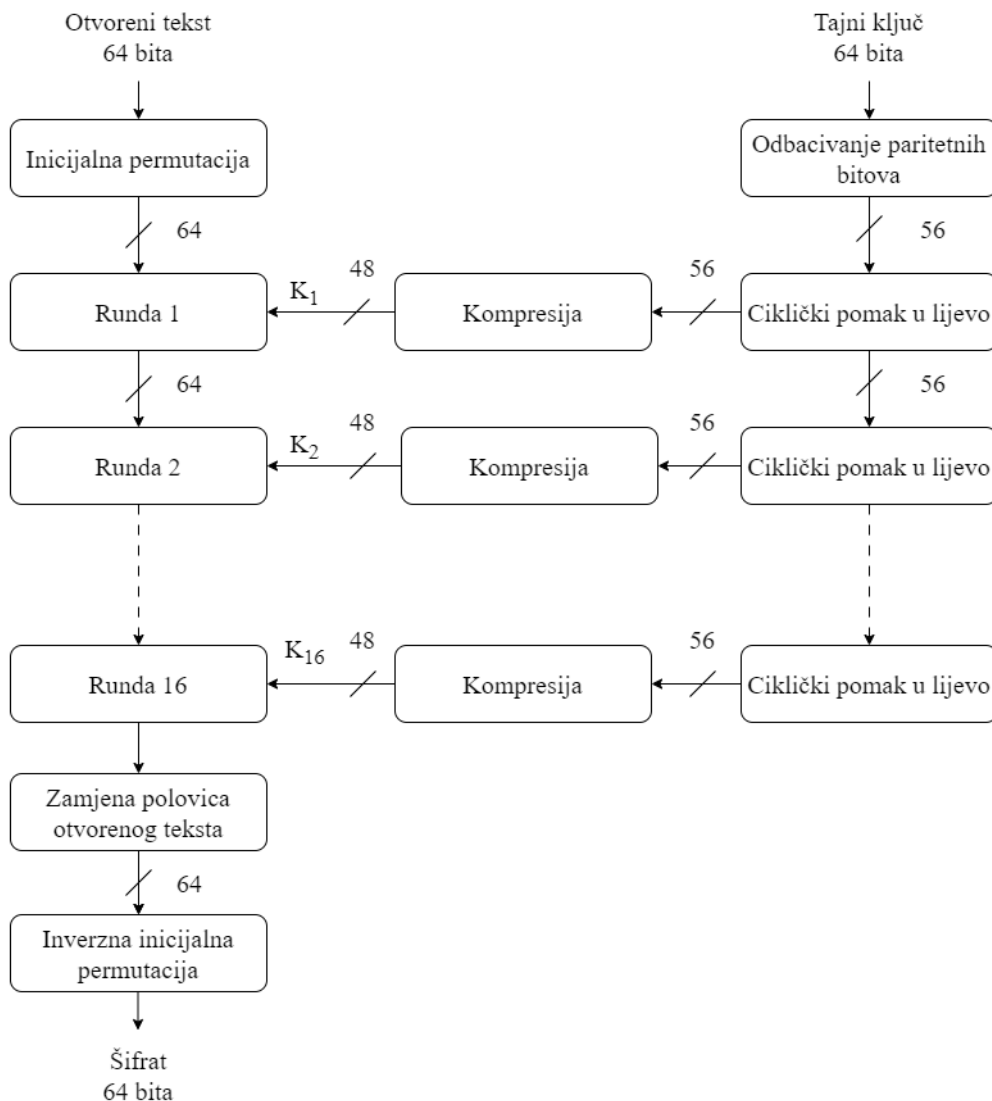 Otvoreni tekst
64 bita
Tajni ključ
64 bita
Inicijalna permutacija
Odbacivanje paritetnih
bitova
64
56
Runda 1
K1
48
Kompresija
56
Ciklički pomak u lijevo
64
56
Runda 2
K2
48
Kompresija
56
Ciklički pomak u lijevo
Runda 16
K16
48
Kompresija
56
Ciklički pomak u lijevo
Zamjena polovica
otvorenog teksta
64
Inverzna inicijalna
permutacija
Šifrat
64 bita